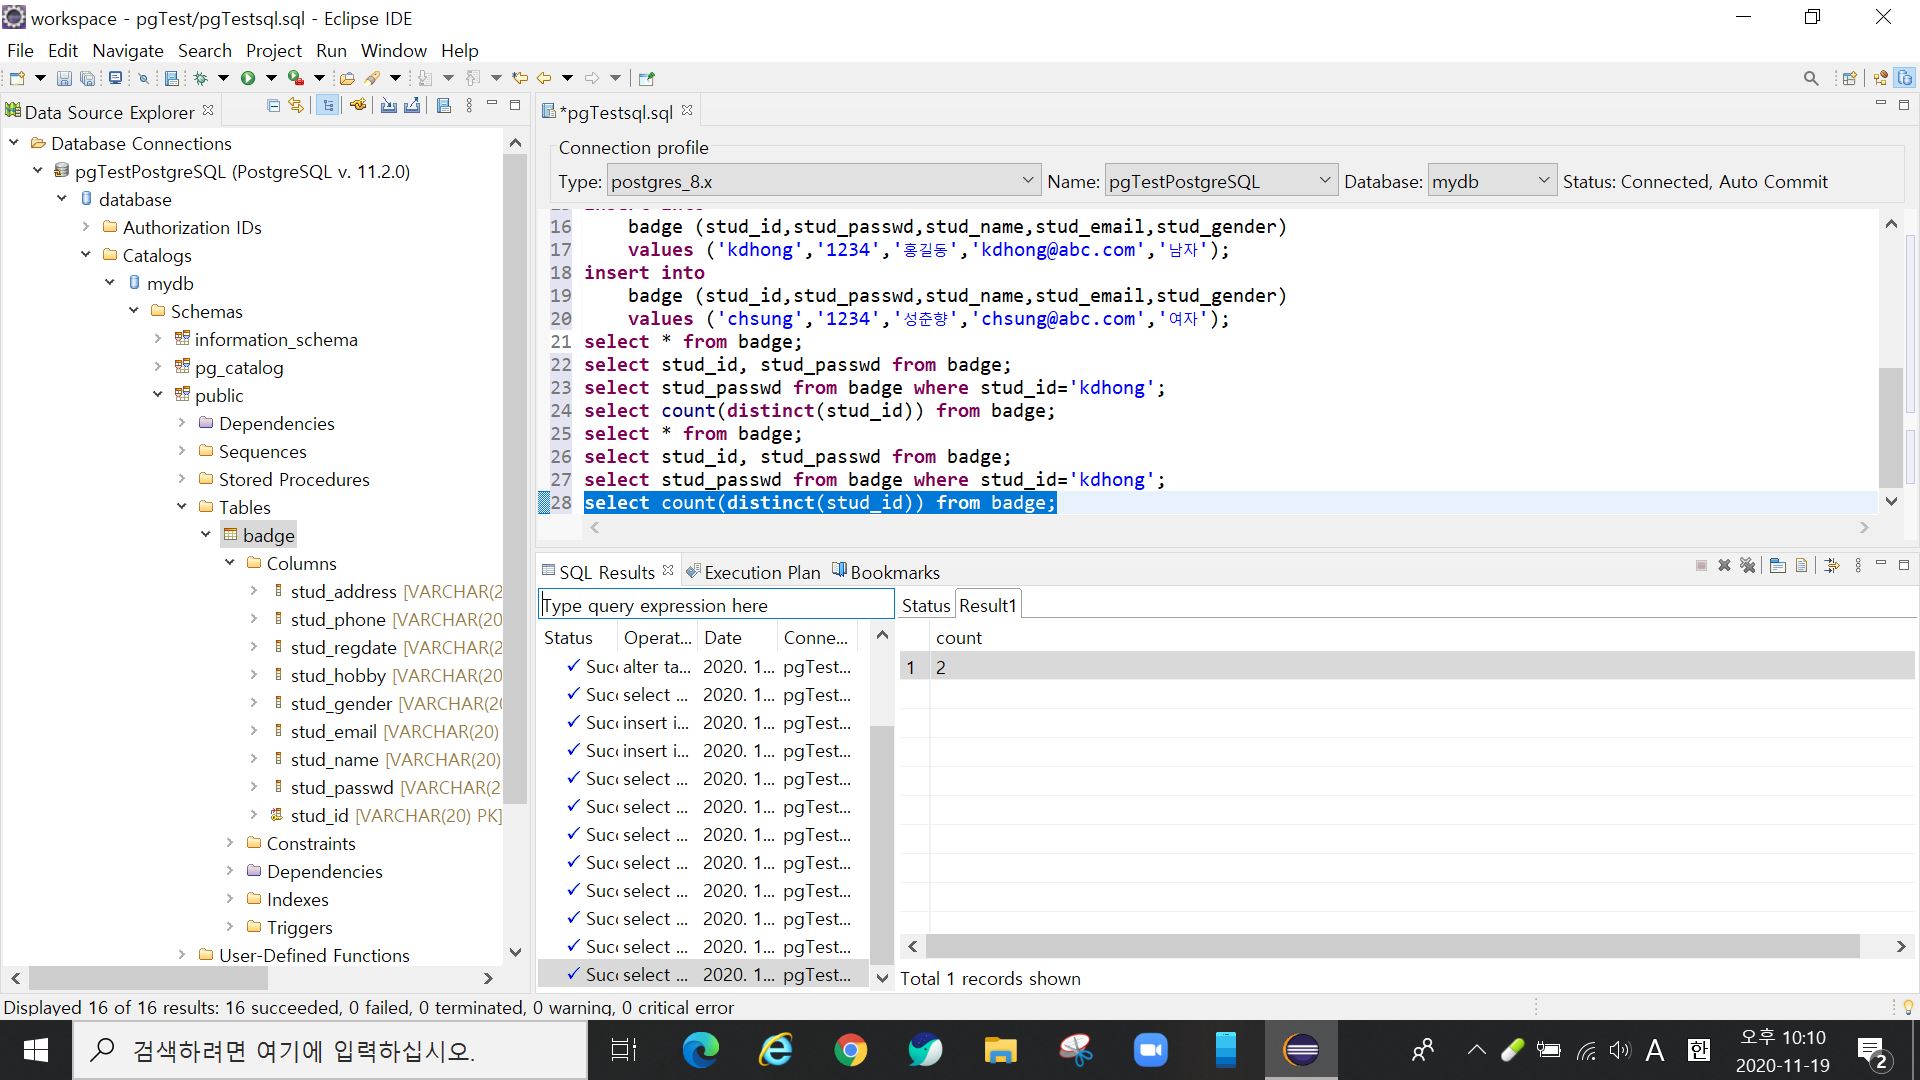 workspace - pgTest/pgTestsql.sql - Eclipse IDE
File Edit Navigate Search Project Run Window Help
Data Source Explorer
Database Connections
pgTestPostgreSQL (PostgreSQL v. 11.2.0)
database
Authorization IDs
Catalogs
mydb
Schemas
information_schema
pg_catalog
public
Dependencies
Sequences
Stored Procedures
Tables
badge
Columns
stud_address [VARCHAR(2
stud_phone [VARCHAR(20
stud_regdate [VARCHAR(2
stud_hobby [VARCHAR(20
stud_gender [VARCHAR(20
stud_email [VARCHAR(20)
stud_name [VARCHAR(20)
stud_passwd [VARCHAR(2
stud_id [VARCHAR(20) PK]
Constraints
Dependencies
Indexes
Triggers
User-Defined Functions
*pgTestsql.sql
Connection profile
Type: postgres_8.x Name: pgTestPostgreSQL Database: mydb Status: Connected, Auto Commit
15 insert into
16 badge (stud_id,stud_passwd,stud_name,stud_email,stud_gender)
17 values ('kdhong','1234','홍길동','kdhong@abc.com','남자');
18 insert into
19 badge (stud_id,stud_passwd,stud_name,stud_email,stud_gender)
20 values ('chsung','1234','성춘향','chsung@abc.com','여자');
21 select * from badge;
22 select stud_id, stud_passwd from badge;
23 select stud_passwd from badge where stud_id='kdhong';
24 select count(distinct(stud_id)) from badge;
25 select * from badge;
26 select stud_id, stud_passwd from badge;
27 select stud_passwd from badge where stud_id='kdhong';
28 select count(distinct(stud_id)) from badge;
SQL Results Execution Plan Bookmarks
Type query expression here
Status Operat... Date Conne...
Succ alter ta... 2020. 1... pgTest...
Succ select ... 2020. 1... pgTest...
Succ insert i... 2020. 1... pgTest...
Succ insert i... 2020. 1... pgTest...
Succ select ... 2020. 1... pgTest...
Succ select ... 2020. 1... pgTest...
Succ select ... 2020. 1... pgTest...
Succ select ... 2020. 1... pgTest...
Succ select ... 2020. 1... pgTest...
Succ select ... 2020. 1... pgTest...
Succ select ... 2020. 1... pgTest...
Succ select ... 2020. 1... pgTest...
Status Result1
count
1 2
Total 1 records shown
Displayed 16 of 16 results: 16 succeeded, 0 failed, 0 terminated, 0 warning, 0 critical error
검색하려면 여기에 입력하십시오.
A 한
오후 10:10
2020-11-19
2